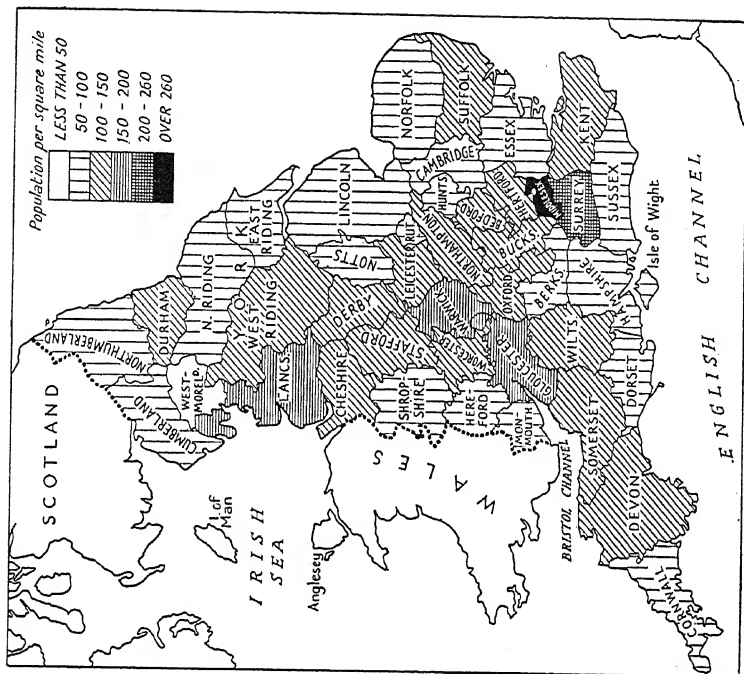 Population per square mile
LESS THAN 50
50 - 100
100 - 150
150 - 200
200 - 260
OVER 260
SCOTLAND
NORTHUMBERLAND
CUMBERLAND
DURHAM
WEST-
MOREL'D
N. RIDING
YORK
EAST
RIDING
WEST
RIDING
LANCS.
I. of
Man
IRISH
SEA
Anglesey
CHESHIRE
DERBY
NOTTS
LINCOLN
WALES
SHROP-
SHIRE
STAFFORD
LEICESTER
RUT.
NORFOLK
HERE-
FORD
WORCESTER
WARWICK
NORTHAMPTON
HUNTS.
CAMBRIDGE
SUFFOLK
MON-
MOUTH
GLOUCESTER
OXFORD
BUCKS.
BEDFORD
HERTFORD
ESSEX
MIDDLESEX
BRISTOL CHANNEL
SOMERSET
WILTS
BERKS.
SURREY
KENT
CORNWALL
DEVON
DORSET
HAMPSHIRE
SUSSEX
Isle of Wight
ENGLISH CHANNEL